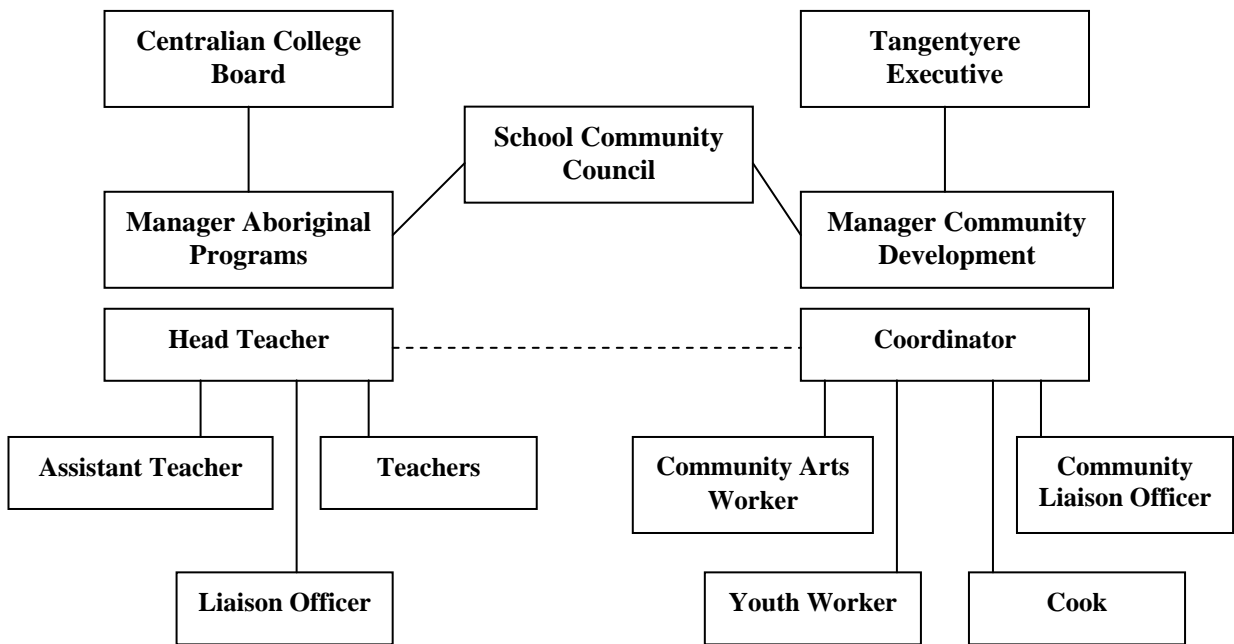 Centralian College
Board
Tangentyere
Executive
School Community
Council
Manager Aboriginal
Programs
Manager Community
Development
Head Teacher
Coordinator
Assistant Teacher
Teachers
Community Arts
Worker
Community
Liaison Officer
Liaison Officer
Youth Worker
Cook